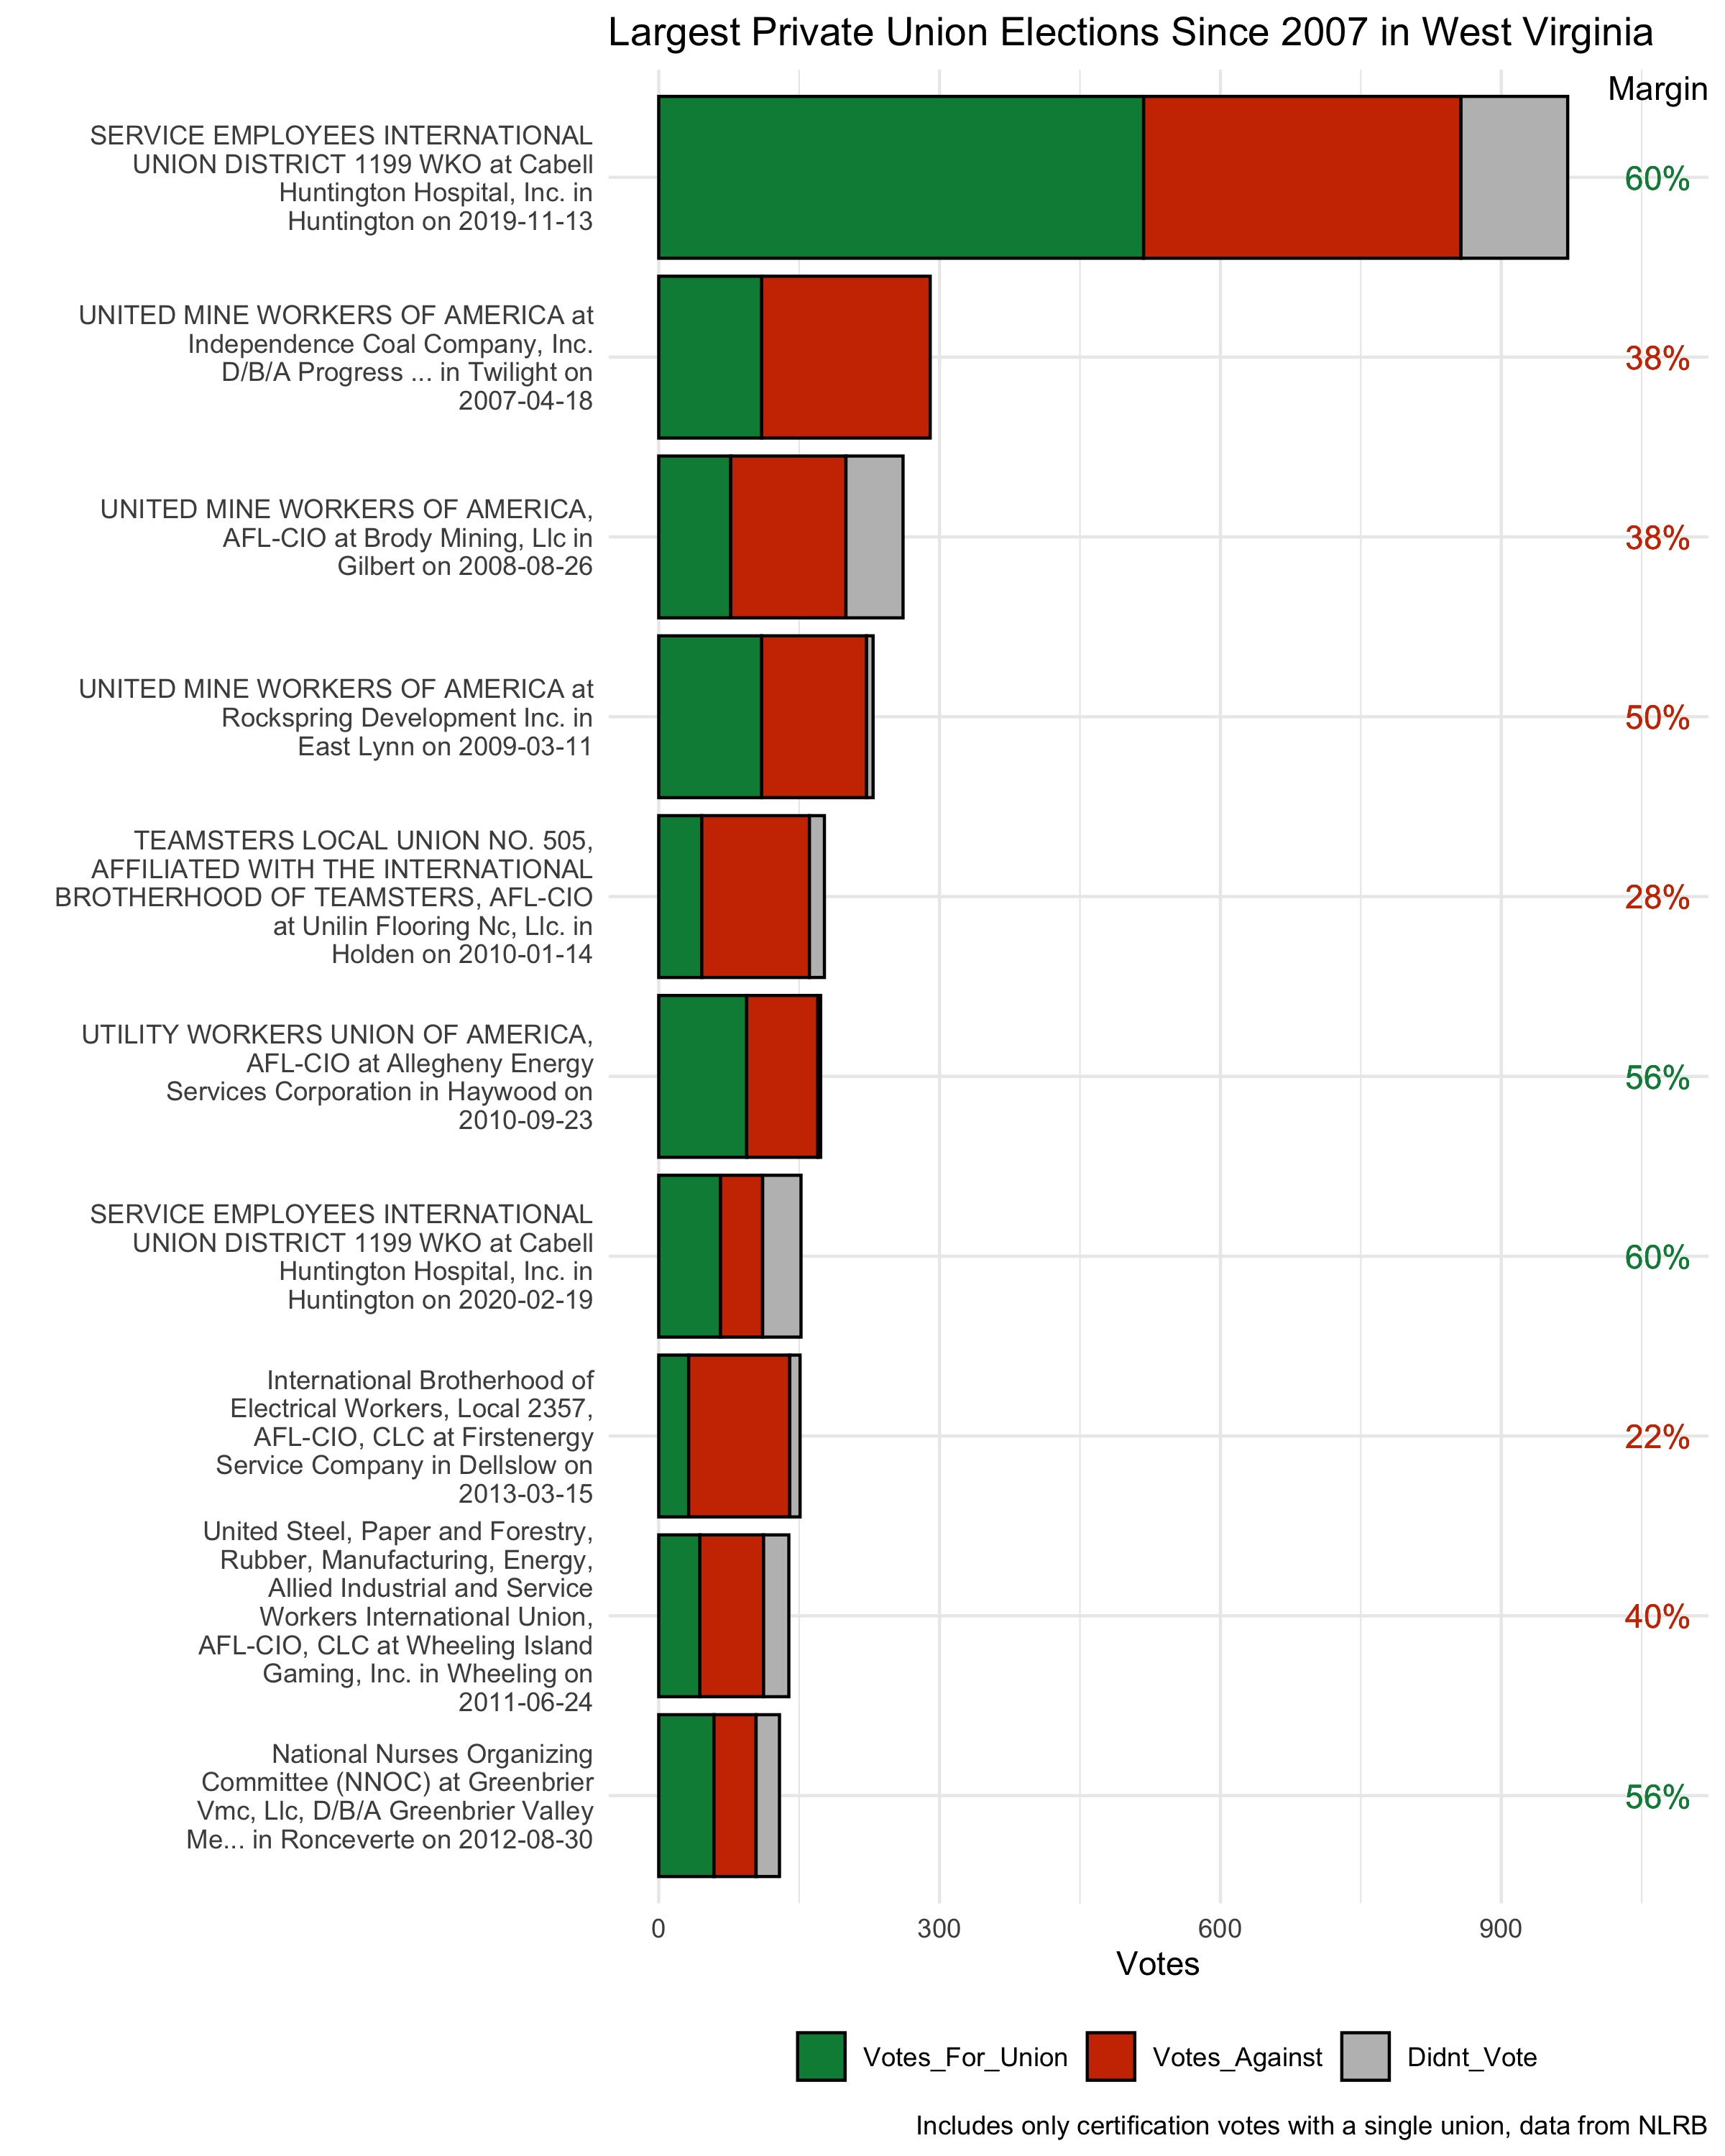 Largest Private Union Elections Since 2007 in West Virginia
Margin
SERVICE EMPLOYEES INTERNATIONAL
UNION DISTRICT 1199 WKO at Cabell
Huntington Hospital, Inc. in
Huntington on 2019-11-13
60%
UNITED MINE WORKERS OF AMERICA at
Independence Coal Company, Inc.
D/B/A Progress ... in Twilight on
2007-04-18
38%
UNITED MINE WORKERS OF AMERICA,
AFL-CIO at Brody Mining, Llc in
Gilbert on 2008-08-26
38%
UNITED MINE WORKERS OF AMERICA at
Rockspring Development Inc. in
East Lynn on 2009-03-11
50%
TEAMSTERS LOCAL UNION NO. 505,
AFFILIATED WITH THE INTERNATIONAL
BROTHERHOOD OF TEAMSTERS, AFL-CIO
at Unilin Flooring Nc, Llc. in
Holden on 2010-01-14
28%
UTILITY WORKERS UNION OF AMERICA,
AFL-CIO at Allegheny Energy
Services Corporation in Haywood on
2010-09-23
56%
SERVICE EMPLOYEES INTERNATIONAL
UNION DISTRICT 1199 WKO at Cabell
Huntington Hospital, Inc. in
Huntington on 2020-02-19
60%
International Brotherhood of
Electrical Workers, Local 2357,
AFL-CIO, CLC at Firstenergy
Service Company in Dellslow on
2013-03-15
22%
United Steel, Paper and Forestry,
Rubber, Manufacturing, Energy,
Allied Industrial and Service
Workers International Union,
AFL-CIO, CLC at Wheeling Island
Gaming, Inc. in Wheeling on
2011-06-24
40%
National Nurses Organizing
Committee (NNOC) at Greenbrier
Vmc, Llc, D/B/A Greenbrier Valley
Me... in Ronceverte on 2012-08-30
56%
0 300 600 900
Votes
Votes_For_Union Votes_Against Didnt_Vote
Includes only certification votes with a single union, data from NLRB